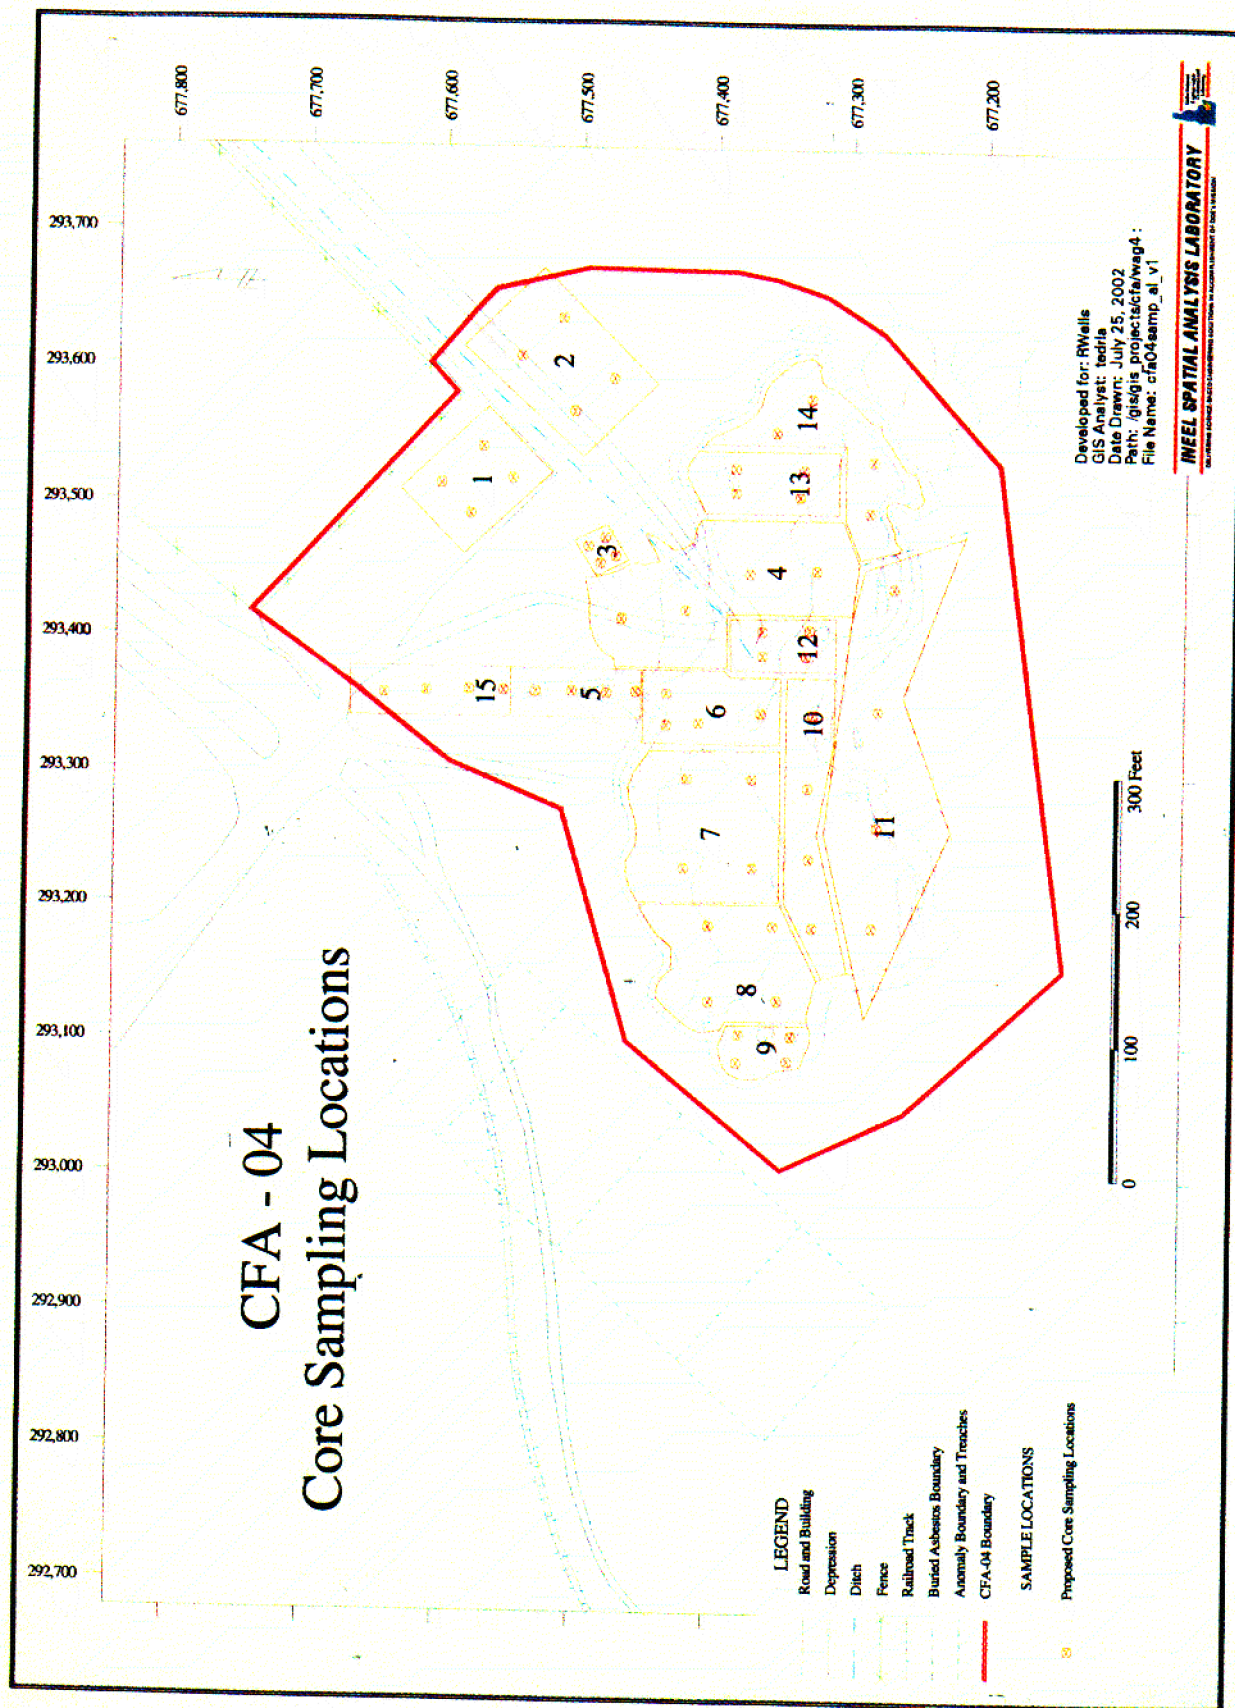 CFA - 04
Core Sampling Locations
292,700
292,800
292,900
293,000
293,100
293,200
293,300
293,400
293,500
293,600
293,700
677,800
677,700
677,600
677,500
677,400
677,300
677,200
1
2
3
4
5
6
7
8
9
10
11
12
13
14
15
LEGEND
Road and Building
Depression
Ditch
Fence
Railroad Track
Buried Asbestos Boundary
Anomaly Boundary and Trenches
CFA-04 Boundary
SAMPLE LOCATIONS
Proposed Core Sampling Locations
0 100 200 300 Feet
Developed for: RWells
GIS Analyst: tedria
Date Drawn: July 25, 2002
Path: /gis/gis_projects/cfa/wag4 :
File Name: cfa04samp_al_v1
INEEL SPATIAL ANALYSIS LABORATORY